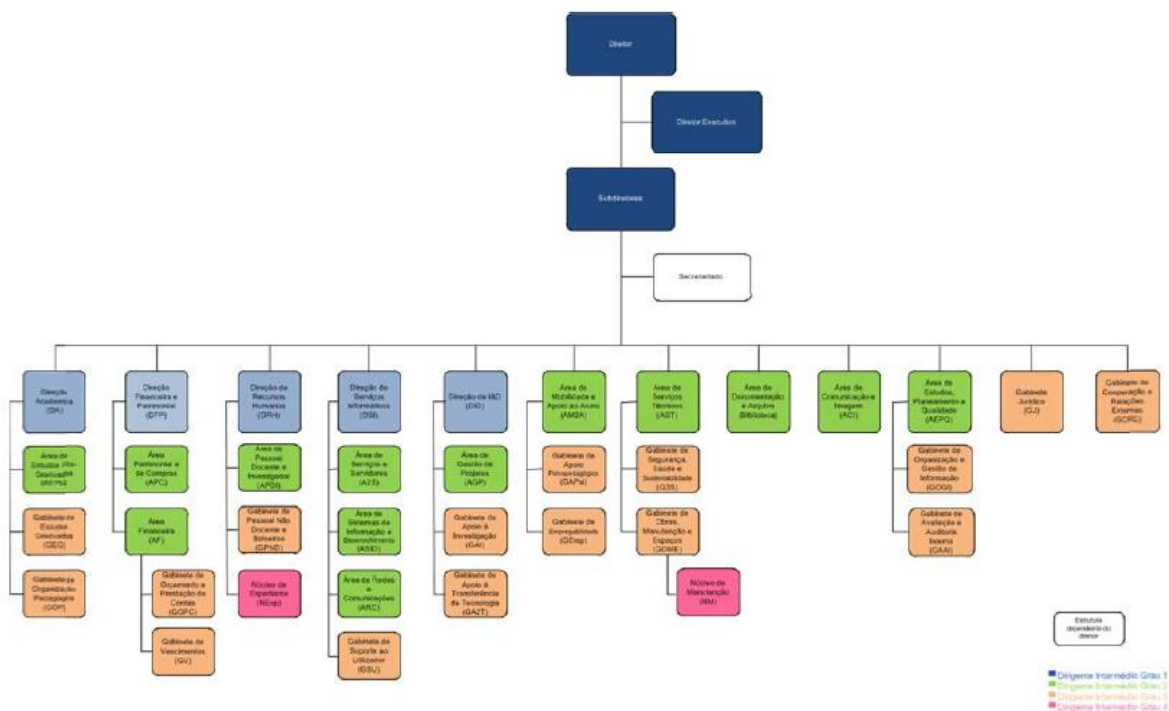 Diretor
Diretor Executivo
Subdiretores
Secretariado
Direção
Académica
(DA)
Direção
Financeira e
Patrimonial
(DFP)
Direção de
Recursos
Humanos
(DRH)
Direção de
Serviços
Informáticos
(DSI)
Direção de I&D
(DID)
Área de
Mobilidade e
Apoio ao Aluno
(AM2A)
Área de
Serviços
Técnicos
(AST)
Área de
Documentação
e Arquivo
(Biblioteca)
Área de
Comunicação e
Imagem
(ACI)
Área de
Estudos,
Planeamento e
Qualidade
(AEPQ)
Gabinete
Jurídico
(GJ)
Gabinete de
Cooperação e
Relações
Externas
(GCRE)
Área de
Estudos Pré-
Graduados
Área
Património e
de Compras
(APC)
Área de
Pessoal
Docente e
Investigador
Área de
Serviços e
Servidores
(A2S)
Área de
Gestão de
Projetos
(AGP)
Gabinete de
Apoio
Psicopedagógico
(GAPsi)
Gabinete de
Segurança,
Saúde e
Sustentabilidade
(G3S)
Gabinete de
Organização e
Gestão de
Informação
(GOGI)
Gabinete de
Estudos
Graduados
(GEG)
Área
Financeira
(AF)
Gabinete de
Pessoal Não
Docente e
Bolseiros
(GPND)
Área de
Sistemas de
Informação e
Desenvolvimento
(ASID)
Gabinete de
Apoio à
Investigação
(GAI)
Gabinete de
Empregabilidade
(GEmp)
Gabinete de
Obras,
Manutenção e
Espaços
(GOME)
Gabinete de
Avaliação e
Auditoria
Interna
(GAAI)
Gabinete de
Organização
Pedagógica
(GOP)
Gabinete de
Orçamento e
Prestação de
Contas
(GOPC)
Núcleo de
Expediente
(NExp)
Área de Redes
e
Comunicações
(ARC)
Gabinete de
Apoio à
Transferência
de Tecnologia
(GA2T)
Núcleo de
Manutenção
(NM)
Gabinete de
Vencimentos
(GV)
Gabinete de
Suporte ao
Utilizador
(GSU)
Estrutura
dependente do
diretor
Dirigente Intermédio Grau 1
Dirigente Intermédio Grau 2
Dirigente Intermédio Grau 3
Dirigente Intermédio Grau 4